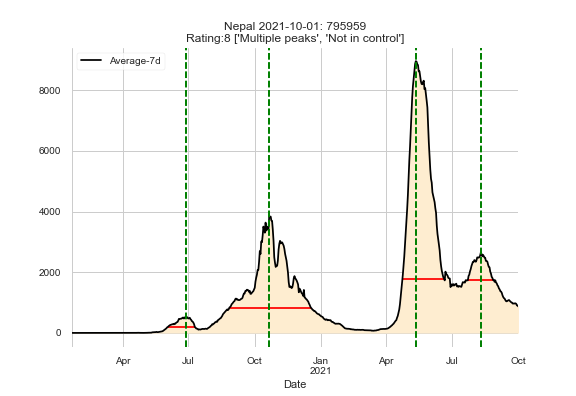 Nepal 2021-10-01: 795959
Rating:8 ['Multiple peaks', 'Not in control']
Average-7d
8000
6000
4000
2000
0
Apr
Jul
Oct
Jan
2021
Apr
Jul
Oct
Date